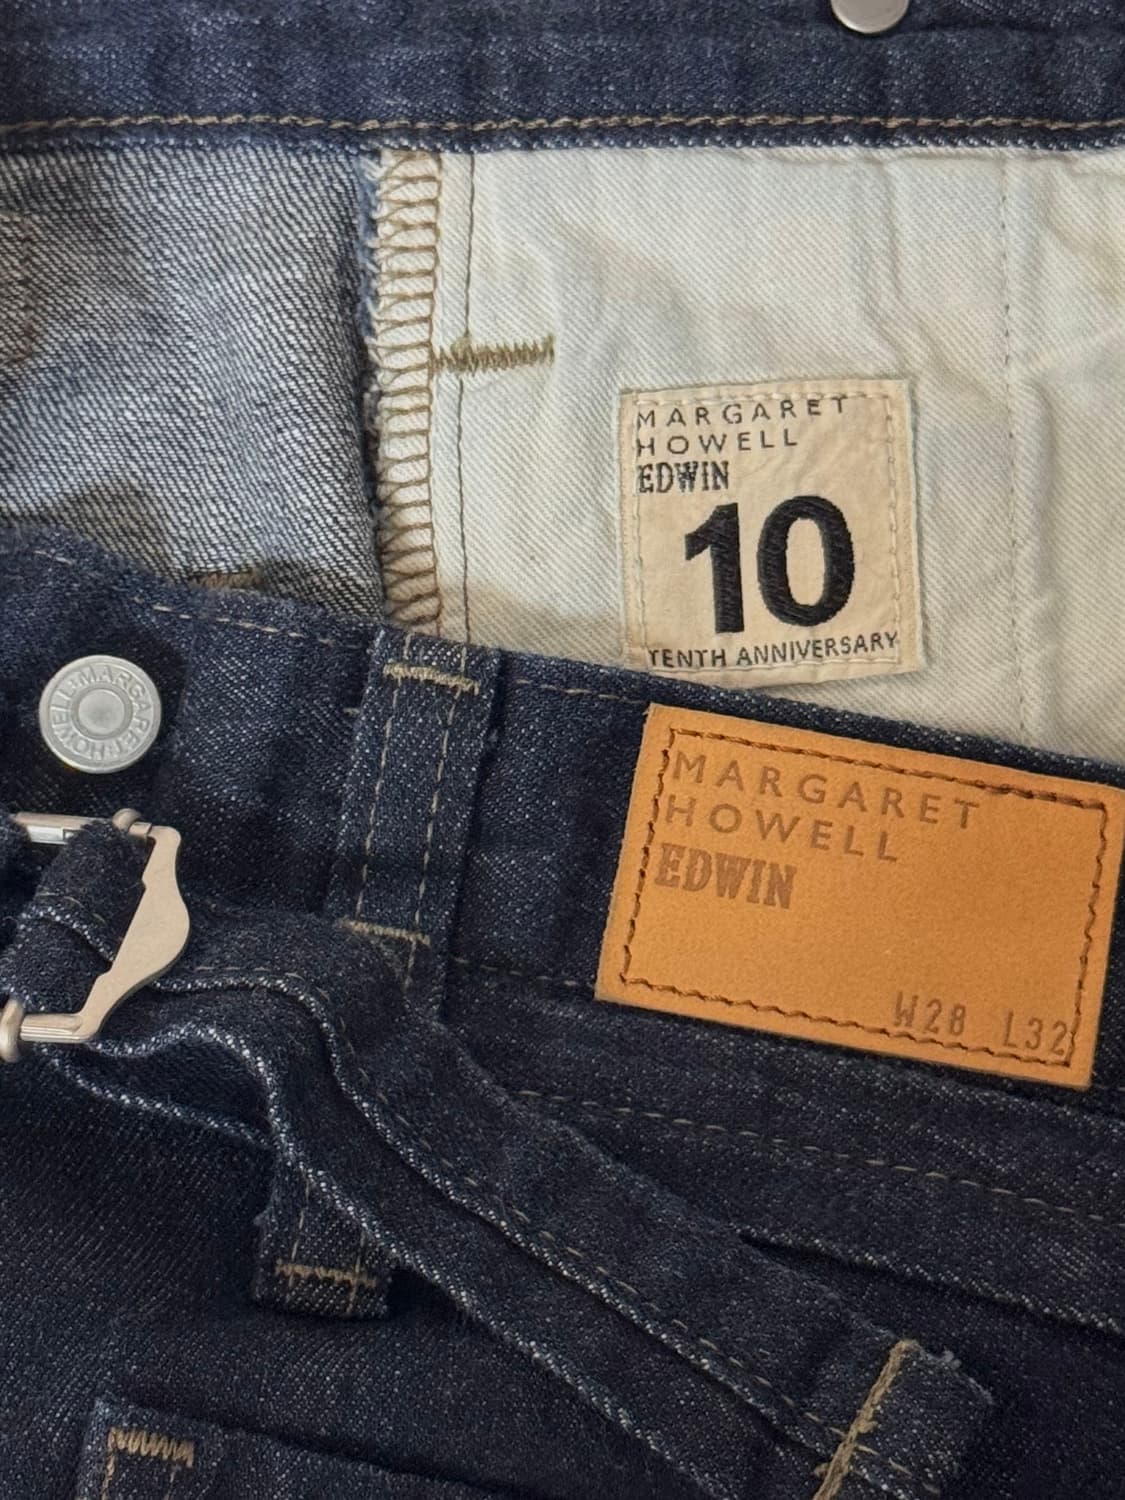 MARGARET
HOWELL
EDWIN
10
TENTH ANNIVERSARY
MARGARET·HOWELL
MARGARET
HOWELL
EDWIN
W28 L32